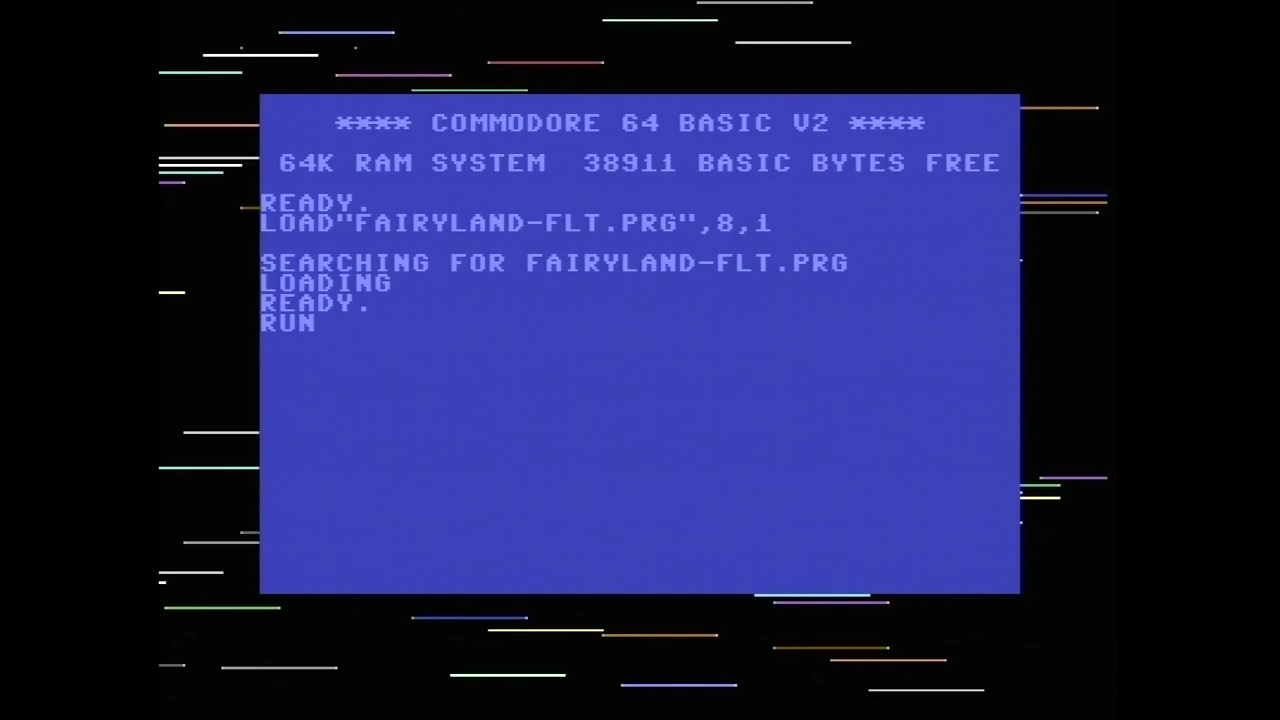 **** COMMODORE 64 BASIC V2 ****
64K RAM SYSTEM  38911 BASIC BYTES FREE
READY.
LOAD"FAIRYLAND-FLT.PRG",8,1
SEARCHING FOR FAIRYLAND-FLT.PRG
LOADING
READY.
RUN